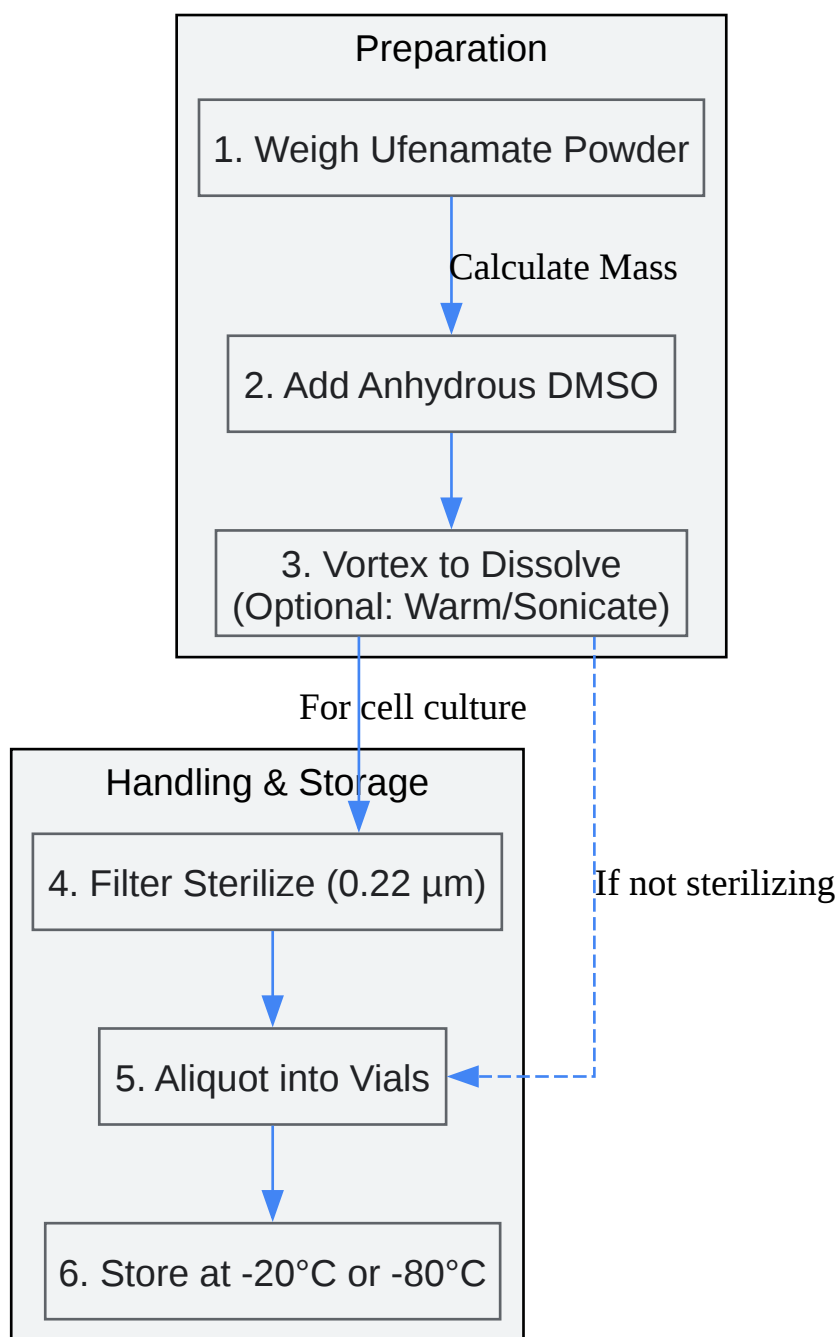 Preparation
1. Weigh Ufenamate Powder
Calculate Mass
2. Add Anhydrous DMSO
3. Vortex to Dissolve
(Optional: Warm/Sonicate)
For cell culture
Handling & Storage
4. Filter Sterilize (0.22 µm)
If not sterilizing
5. Aliquot into Vials
6. Store at -20°C or -80°C